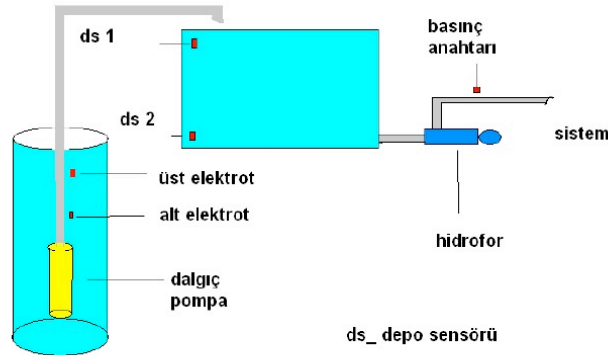 ds 1
basınç
anahtarı
ds 2
sistem
üst elektrot
alt elektrot
hidrofor
dalgıç
pompa
ds_ depo sensörü